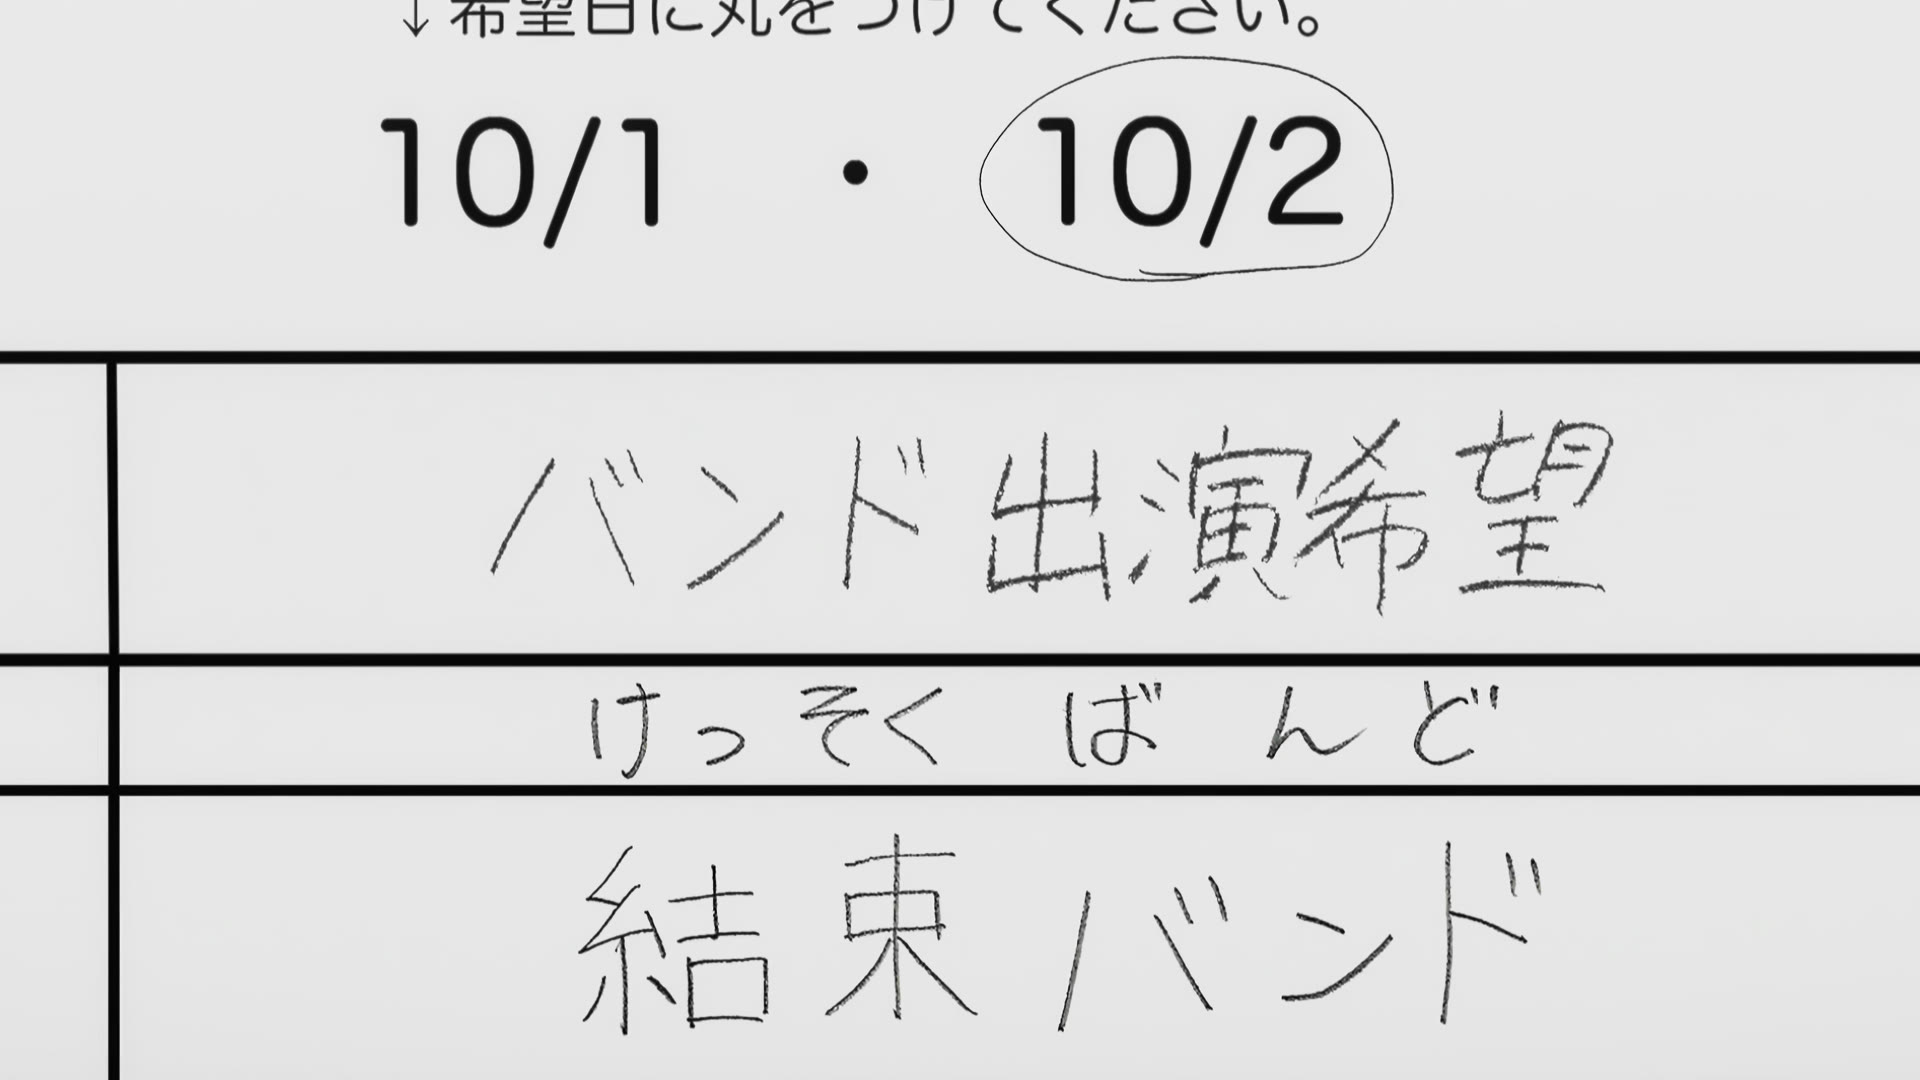 ↓希望日に丸をつけてください。
10/1 ・ 10/2
バンド出演希望
けっそくばんど
結束バンド